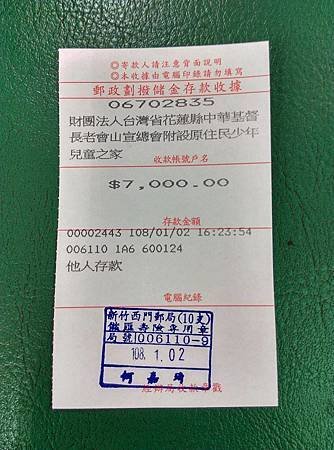 ◎寄款人請注意背面說明
◎本收據由電腦印錄請勿填寫
郵政劃撥儲金存款收據
06702835
財團法人台灣省花蓮縣中華基督
長老會山宣總會附設原住民少年
兒童之家
收款帳號戶名
$7,000.00
存款金額
00002443 108/01/02 16:23:54
006110 1A6 600124
他人存款
電腦紀錄
新竹西門郵局(10支)
儲匯壽險專用章
局號006110-9
108. 1. 02
何嘉琦
經辦局收款章戳